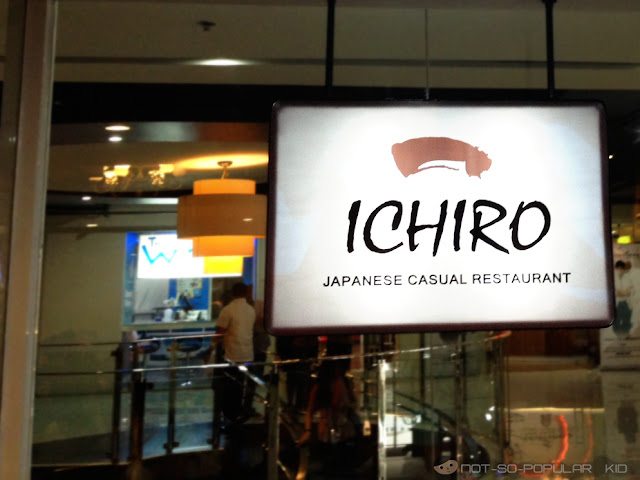 ICHIRO
JAPANESE CASUAL RESTAURANT
NOT-SO-POPULAR KID